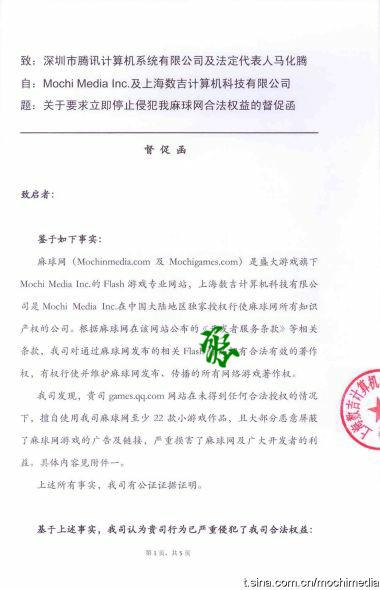 致：深圳市腾讯计算机系统有限公司及法定代表人马化腾
自：Mochi Media Inc.及上海数吉计算机科技有限公司
题：关于要求立即停止侵犯我麻球网合法权益的督促函
督 促 函
致启者：
鉴于如下事实：
麻球网（Mochinmedia.com 及 Mochigames.com）是盛大游戏旗下
Mochi Media Inc.的 Flash 游戏专业网站，上海数吉计算机科技有限公
司是 Mochi Media Inc.在中国大陆地区独家授权行使麻球网所有知识
产权的公司。根据麻球网在该网站公布的《开发者服务条款》等相关
条款，我司对通过麻球网发布的相关 Flash 有合法有效的著作
权，有权行使并维护麻球网发布、传播的所有网络游戏著作权。
我司发现，贵司 games.qq.com 网站在未得到任何合法授权的情况
下，擅自使用我司麻球网至少 22 款小游戏作品，且大部分恶意屏蔽
了麻球网游戏的广告及链接，严重损害了麻球网及广大开发者的利
益。具体内容见附件一。
上述所有事实，我司有公证证据证明。
基于上述事实，我司认为贵司行为已严重侵犯了我司合法权益：
第 1 页，共 5 页
上海数吉计算机
t.sina.com.cn/mochimedia